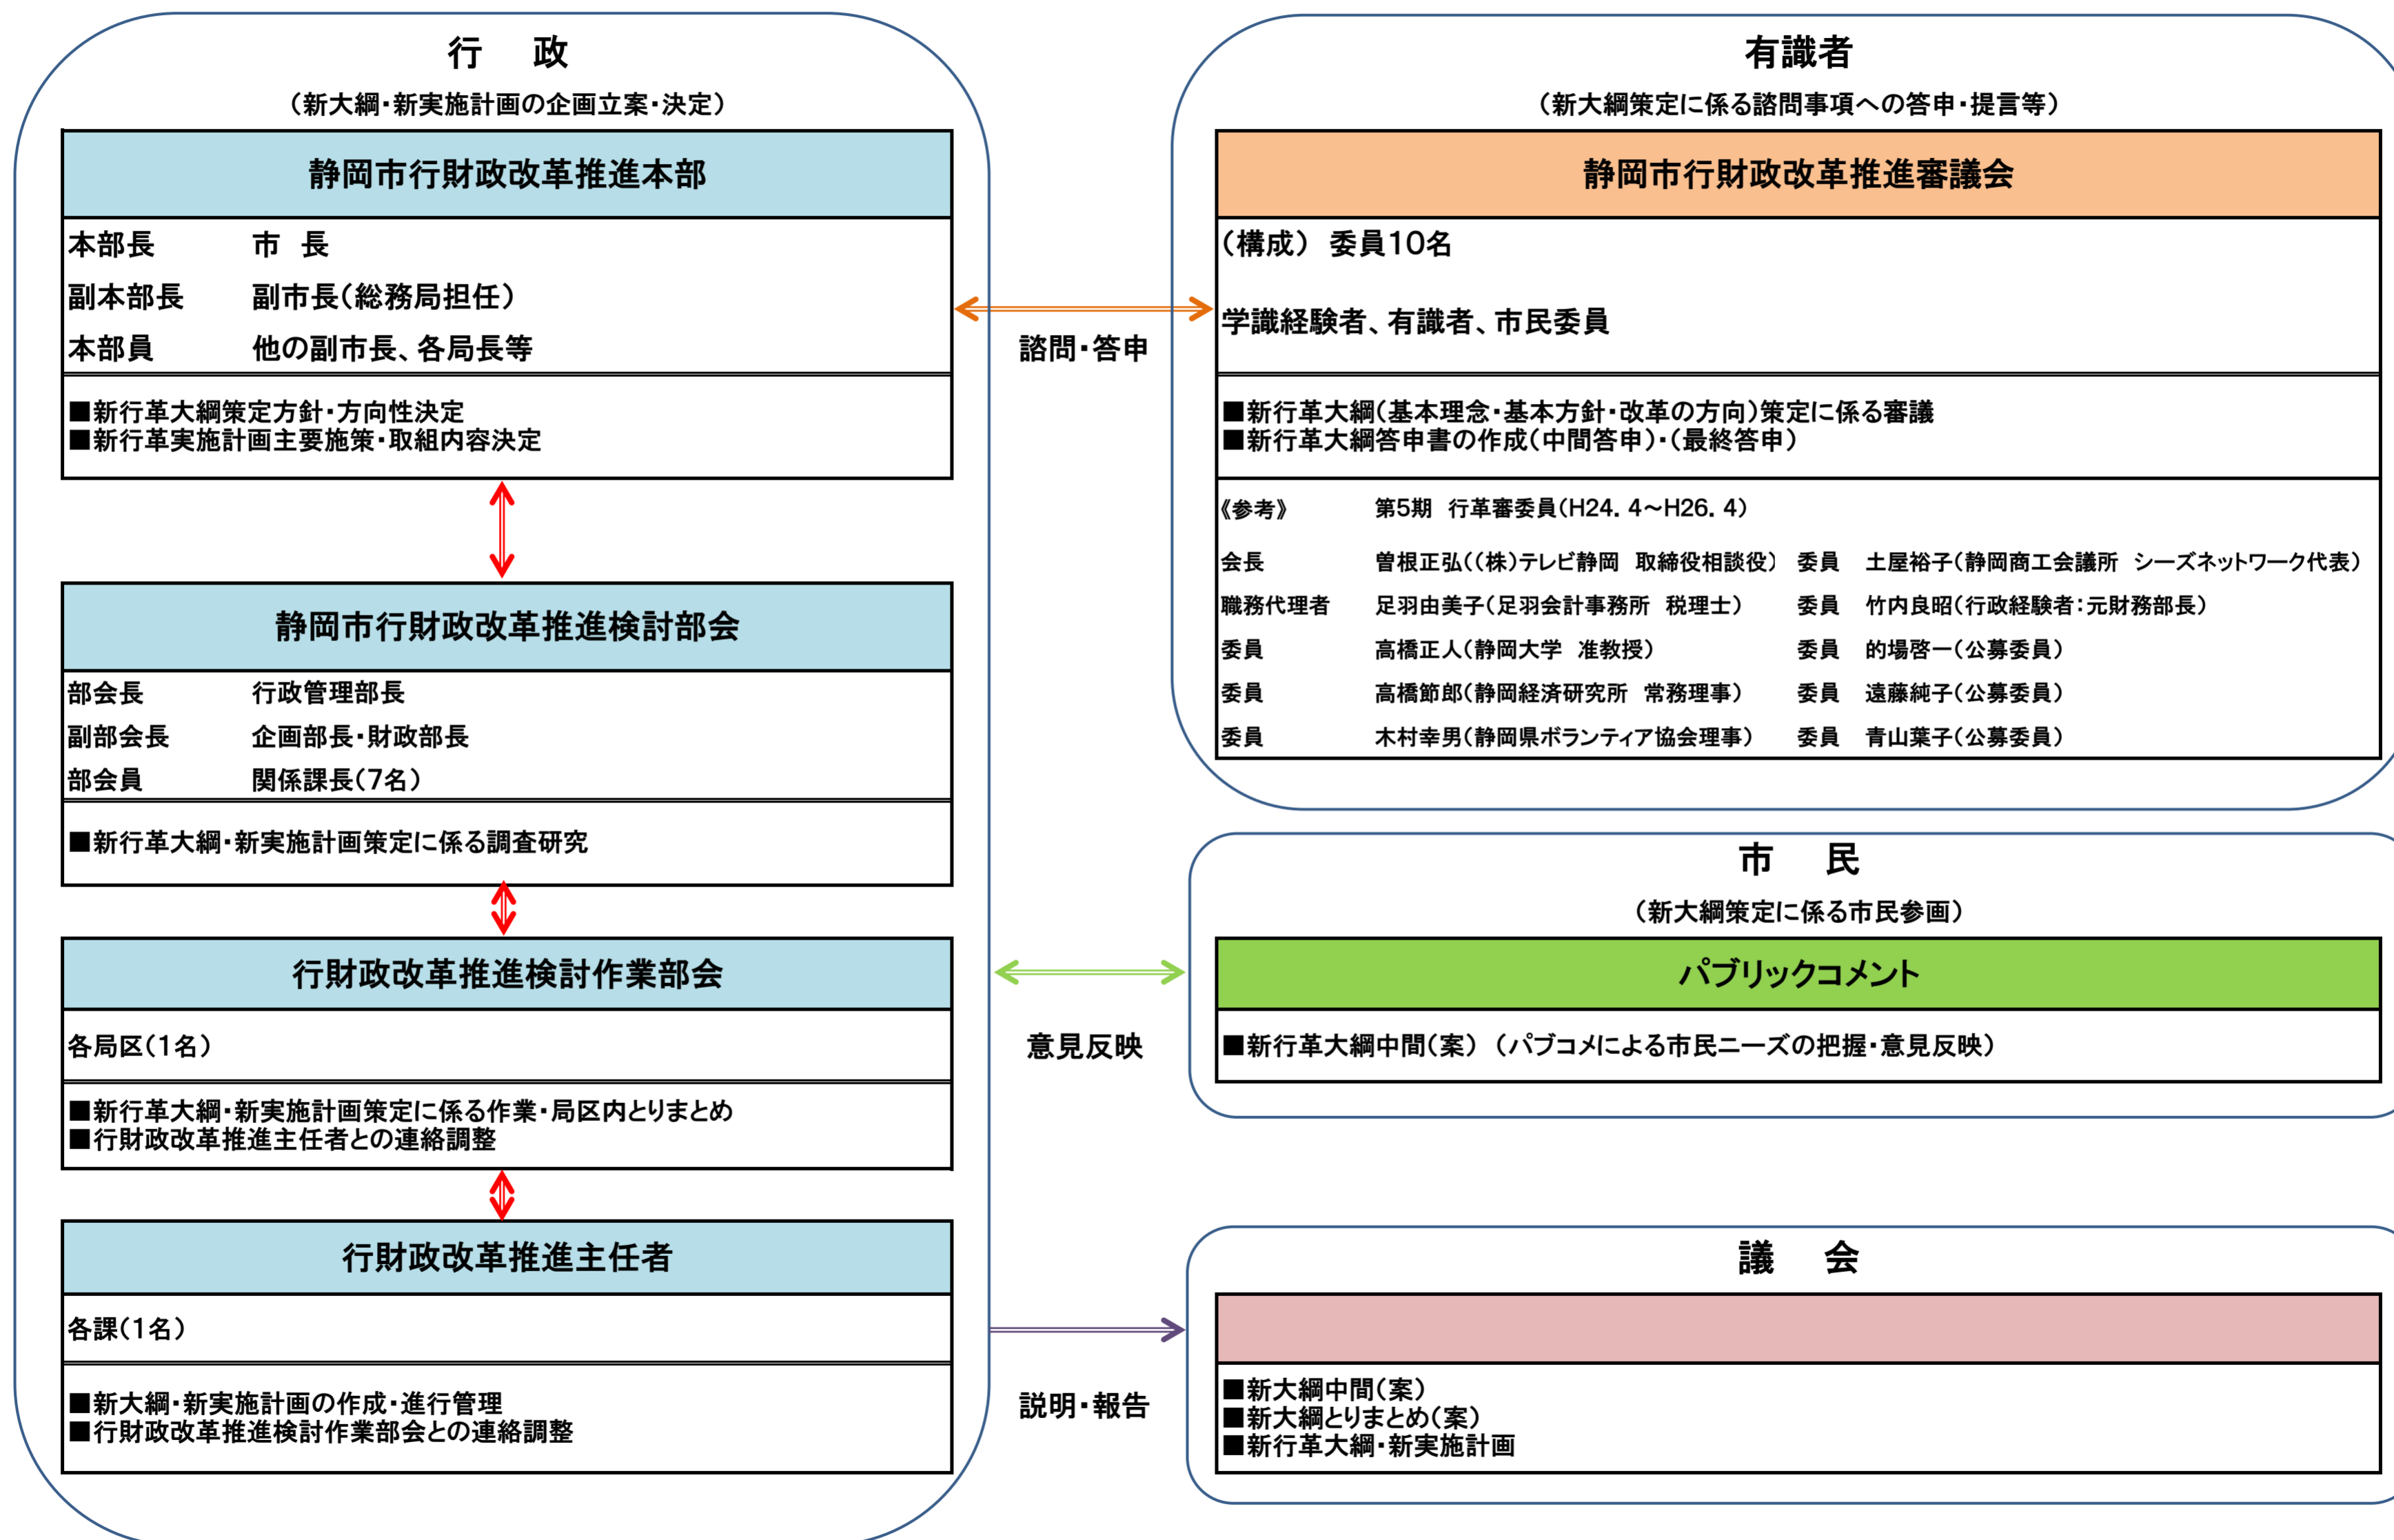 行　政
（新大綱・新実施計画の企画立案・決定）
静岡市行財政改革推進本部
本部長　市　長
副本部長　副市長（総務局担任）
本部員　他の副市長、各局長等
■新行革大綱策定方針・方向性決定
■新行革実施計画主要施策・取組内容決定
静岡市行財政改革推進検討部会
部会長　行政管理部長
副部会長　企画部長・財政部長
部会員　関係課長（7名）
■新行革大綱・新実施計画策定に係る調査研究
行財政改革推進検討作業部会
各局区（1名）
■新行革大綱・新実施計画策定に係る作業・局区内とりまとめ
■行財政改革推進主任者との連絡調整
行財政改革推進主任者
各課（1名）
■新大綱・新実施計画の作成・進行管理
■行財政改革推進検討作業部会との連絡調整
諮問・答申
意見反映
説明・報告
有識者
（新大綱策定に係る諮問事項への答申・提言等）
静岡市行財政改革推進審議会
（構成）　委員10名
学識経験者、有識者、市民委員
■新行革大綱（基本理念・基本方針・改革の方向）策定に係る審議
■新行革大綱答申書の作成（中間答申）・（最終答申）
《参考》　第5期　行革審委員（H24．4～H26．4）
会長　曽根正弘（（株）テレビ静岡　取締役相談役）　委員　土屋裕子（静岡商工会議所　シーズネットワーク代表）
職務代理者　足羽由美子（足羽会計事務所　税理士）　委員　竹内良昭（行政経験者：元財務部長）
委員　高橋正人（静岡大学　准教授）　委員　的場啓一（公募委員）
委員　高橋節郎（静岡経済研究所　常務理事）　委員　遠藤純子（公募委員）
委員　木村幸男（静岡県ボランティア協会理事）　委員　青山葉子（公募委員）
市　民
（新大綱策定に係る市民参画）
パブリックコメント
■新行革大綱中間（案）　（パブコメによる市民ニーズの把握・意見反映）
議　会
■新大綱中間（案）
■新大綱とりまとめ（案）
■新行革大綱・新実施計画